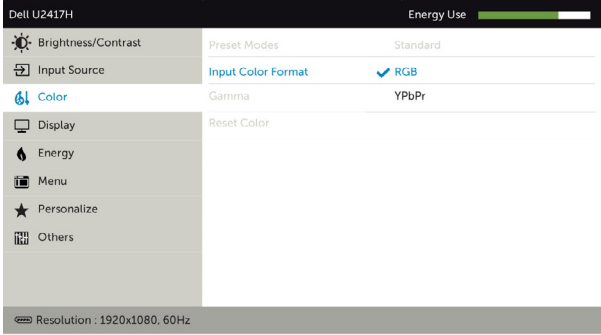 Dell U2417H Energy Use
Brightness/Contrast Preset Modes Standard
Input Source Input Color Format RGB
Color Gamma YPbPr
Display Reset Color
Energy
Menu
Personalize
Others
Resolution : 1920x1080, 60Hz